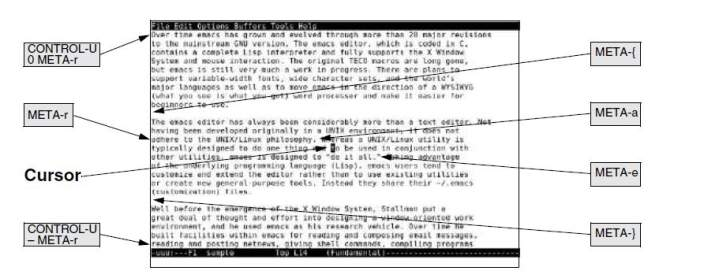 File Edit Options Buffers Tools Help
Over time emacs has grown and evolved through more than 20 major revisions
to the mainstream GNU version. The emacs editor, which is coded in C,
contains a complete Lisp interpreter and fully supports the X Window
System and mouse interaction. The original TECO macros are long gone,
but emacs is still very much a work in progress. There are plans to
support variable-width fonts, wide character sets, and the world's
major languages as well as to move emacs in the direction of a WYSIWYG
(what you see is what you get) word processor and make it easier for
beginners to use.
The emacs editor has always been considerably more than a text editor. Not
having been developed originally in a UNIX environment, it does not
adhere to the UNIX/Linux philosophy. Whereas a UNIX/Linux utility is
typically designed to do one thing and to be used in conjunction with
other utilities, emacs is designed to "do it all." Taking advantage
of the underlying programming language (Lisp), emacs users tend to
customize and extend the editor rather than to use existing utilities
or create new general-purpose tools. Instead they share their ~/.emacs
(customization) files.
Well before the emergence of the X Window System, Stallman put a
great deal of thought and effort into designing a window-oriented work
environment, and he used emacs as his research vehicle. Over time he
built facilities within emacs for reading and composing email messages,
reading and posting netnews, giving shell commands, compiling programs
-uuu:---F1 sample Top L14 (Fundamental)
CONTROL-U
0 META-r
META-r
Cursor
CONTROL-U
– META-r
META-{
META-a
META-e
META-}